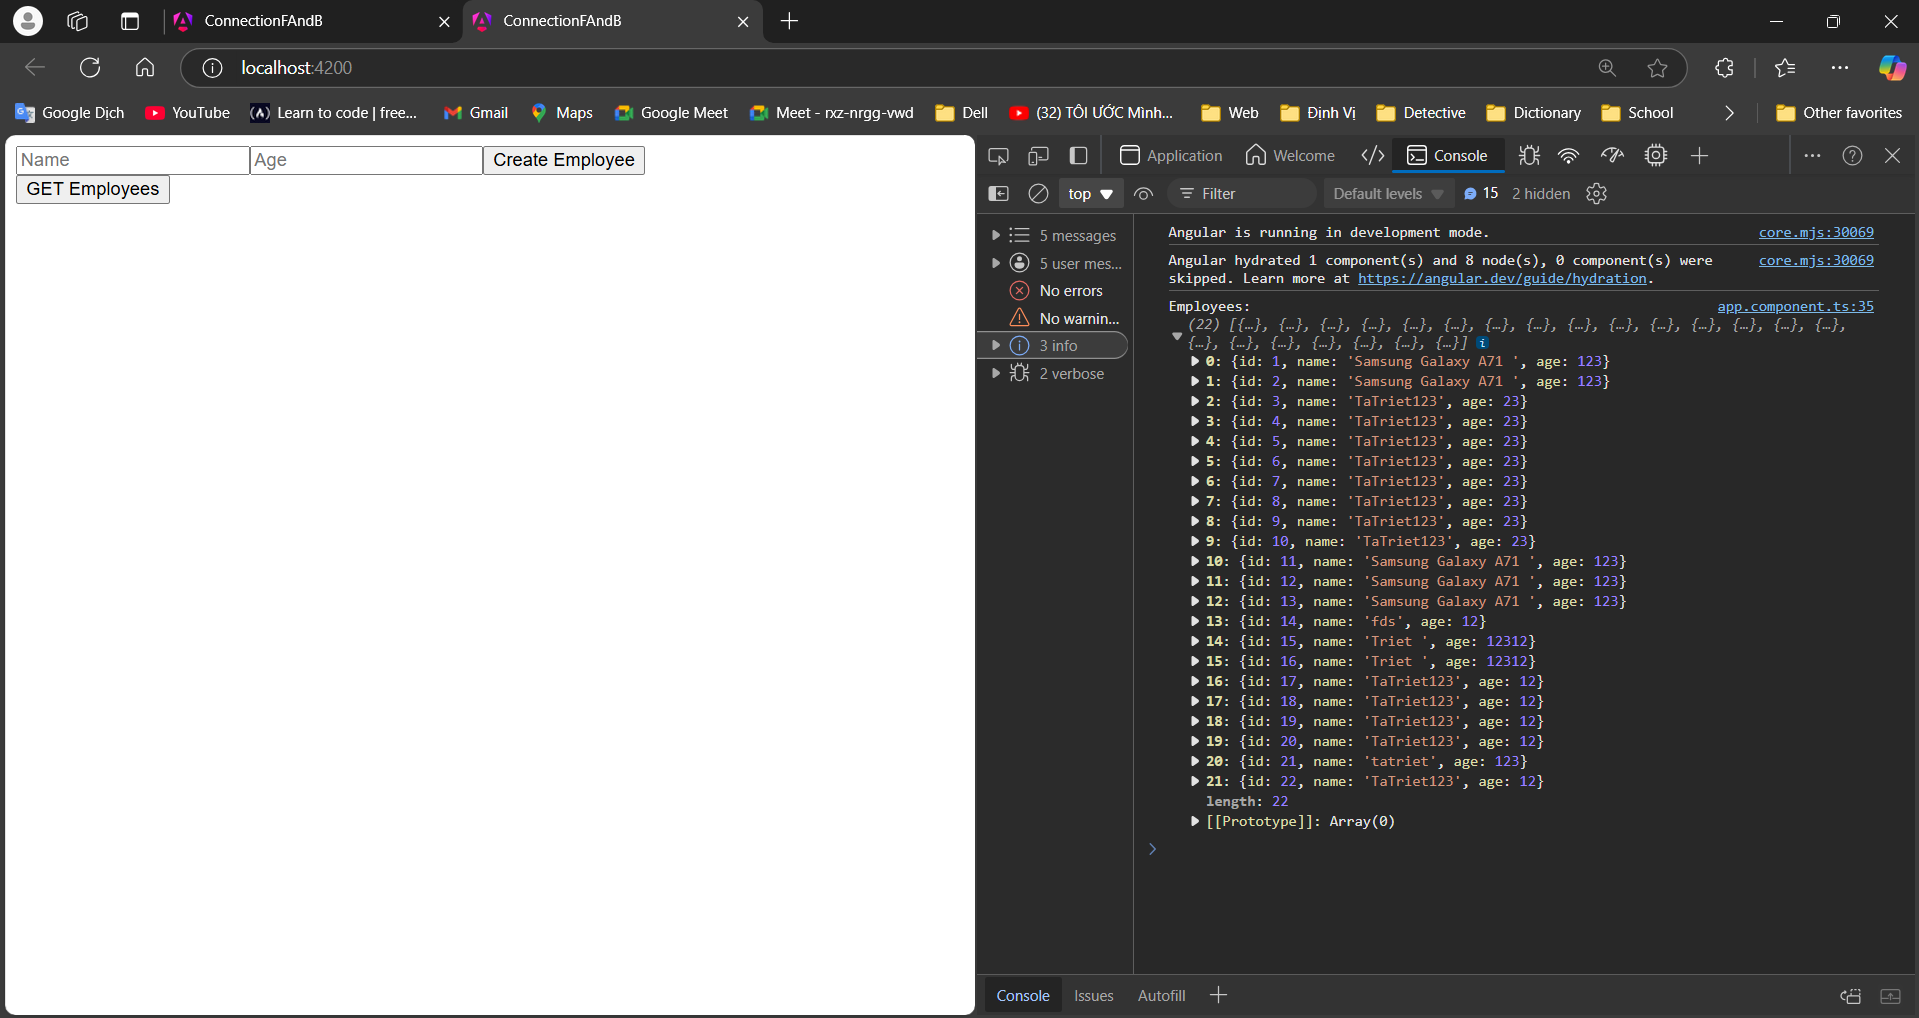 ConnectionFAndB
ConnectionFAndB
localhost:4200
Google Dịch
YouTube
Learn to code | free...
Gmail
Maps
Google Meet
Meet - rxz-nrgg-vwd
Dell
(32) TÔI ƯỚC Mình...
Web
Định Vị
Detective
Dictionary
School
Other favorites
Name
Age
Create Employee
GET Employees
Application
Welcome
Console
top
Filter
Default levels
15
2 hidden
5 messages
5 user mes...
No errors
No warnin...
3 info
2 verbose
Angular is running in development mode. core.mjs:30069
Angular hydrated 1 component(s) and 8 node(s), 0 component(s) were core.mjs:30069
skipped. Learn more at https://angular.dev/guide/hydration.
Employees: app.component.ts:35
(22) [{…}, {…}, {…}, {…}, {…}, {…}, {…}, {…}, {…}, {…}, {…}, {…}, {…}, {…}, {…},
{…}, {…}, {…}, {…}, {…}, {…}, {…}] i
0: {id: 1, name: 'Samsung Galaxy A71 ', age: 123}
1: {id: 2, name: 'Samsung Galaxy A71 ', age: 123}
2: {id: 3, name: 'TaTriet123', age: 23}
3: {id: 4, name: 'TaTriet123', age: 23}
4: {id: 5, name: 'TaTriet123', age: 23}
5: {id: 6, name: 'TaTriet123', age: 23}
6: {id: 7, name: 'TaTriet123', age: 23}
7: {id: 8, name: 'TaTriet123', age: 23}
8: {id: 9, name: 'TaTriet123', age: 23}
9: {id: 10, name: 'TaTriet123', age: 23}
10: {id: 11, name: 'Samsung Galaxy A71 ', age: 123}
11: {id: 12, name: 'Samsung Galaxy A71 ', age: 123}
12: {id: 13, name: 'Samsung Galaxy A71 ', age: 123}
13: {id: 14, name: 'fds', age: 12}
14: {id: 15, name: 'Triet ', age: 12312}
15: {id: 16, name: 'Triet ', age: 12312}
16: {id: 17, name: 'TaTriet123', age: 12}
17: {id: 18, name: 'TaTriet123', age: 12}
18: {id: 19, name: 'TaTriet123', age: 12}
19: {id: 20, name: 'TaTriet123', age: 12}
20: {id: 21, name: 'tatriet', age: 123}
21: {id: 22, name: 'TaTriet123', age: 12}
length: 22
[[Prototype]]: Array(0)
Console
Issues
Autofill